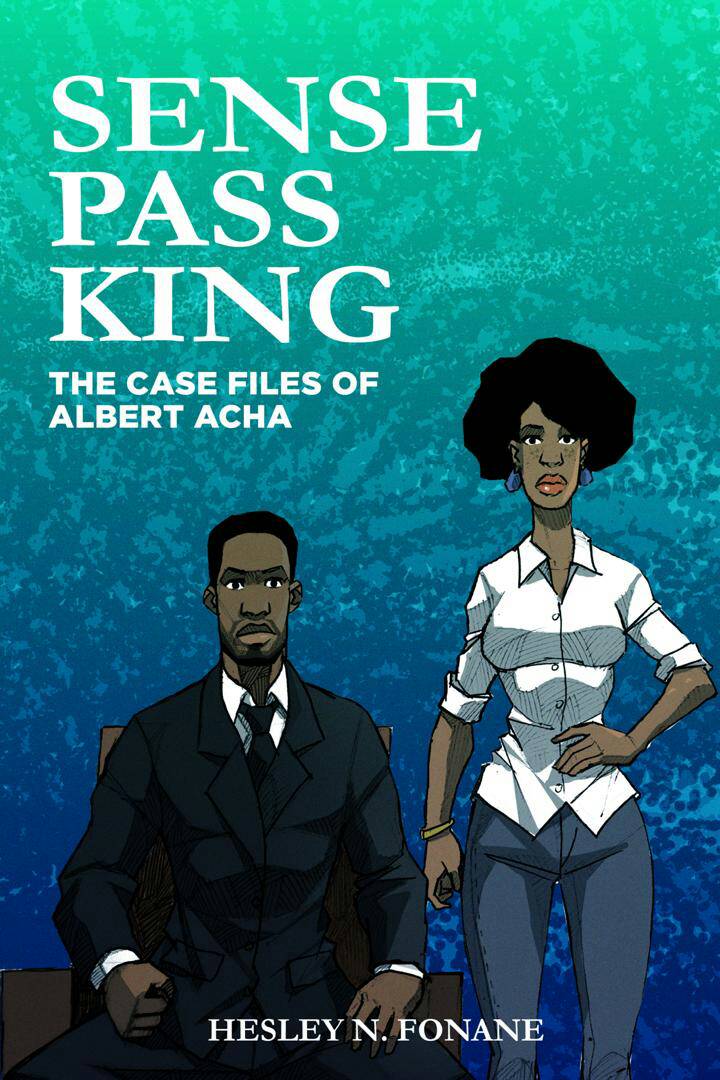 SENSE
PASS
KING
THE CASE FILES OF
ALBERT ACHA
HESLEY N. FONANE